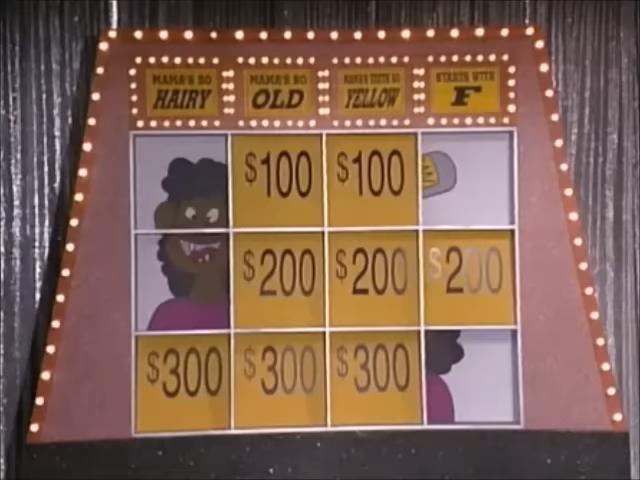 MAMA'S SO
HAIRY
MAMA'S SO
OLD
MAMA'S TEETH SO
YELLOW
STARTS WITH
F
$100
$100
$200
$200
$200
$300
$300
$300